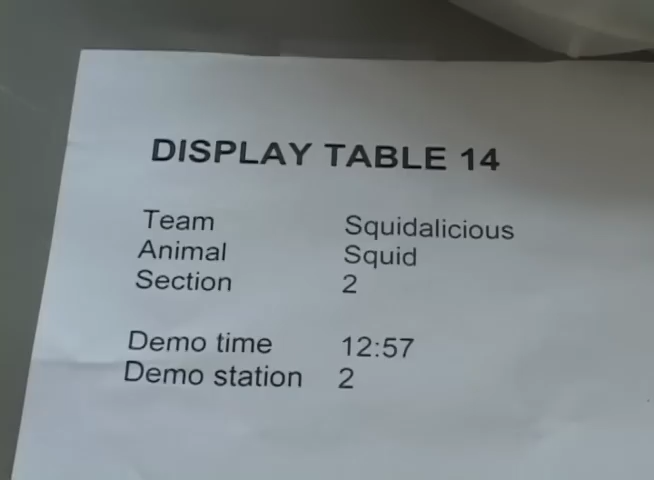 DISPLAY TABLE 14
Team Squidalicious
Animal Squid
Section 2
Demo time 12:57
Demo station 2